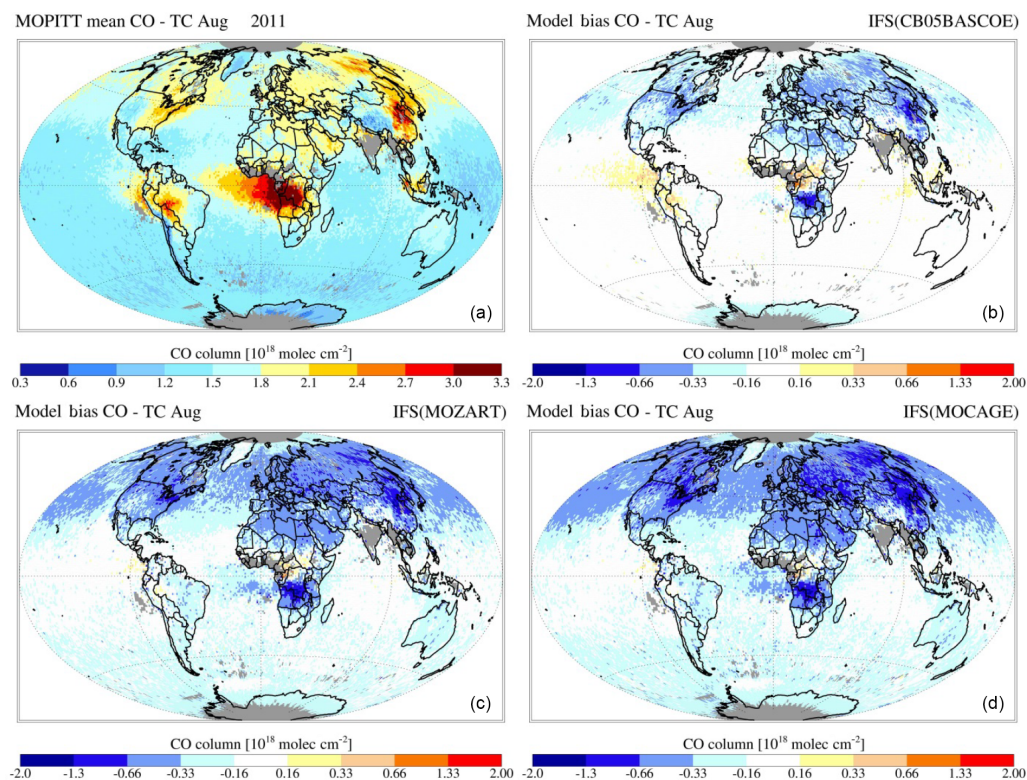 MOPITT mean CO - TC Aug 2011
(a)
CO column [10¹⁸ molec cm⁻²]
0.3 0.6 0.9 1.2 1.5 1.8 2.1 2.4 2.7 3.0 3.3
Model bias CO - TC Aug IFS(CB05BASCOE)
(b)
CO column [10¹⁸ molec cm⁻²]
-2.0 -1.3 -0.66 -0.33 -0.16 0.16 0.33 0.66 1.33 2.00
Model bias CO - TC Aug IFS(MOZART)
(c)
CO column [10¹⁸ molec cm⁻²]
-2.0 -1.3 -0.66 -0.33 -0.16 0.16 0.33 0.66 1.33 2.00
Model bias CO - TC Aug IFS(MOCAGE)
(d)
CO column [10¹⁸ molec cm⁻²]
-2.0 -1.3 -0.66 -0.33 -0.16 0.16 0.33 0.66 1.33 2.00